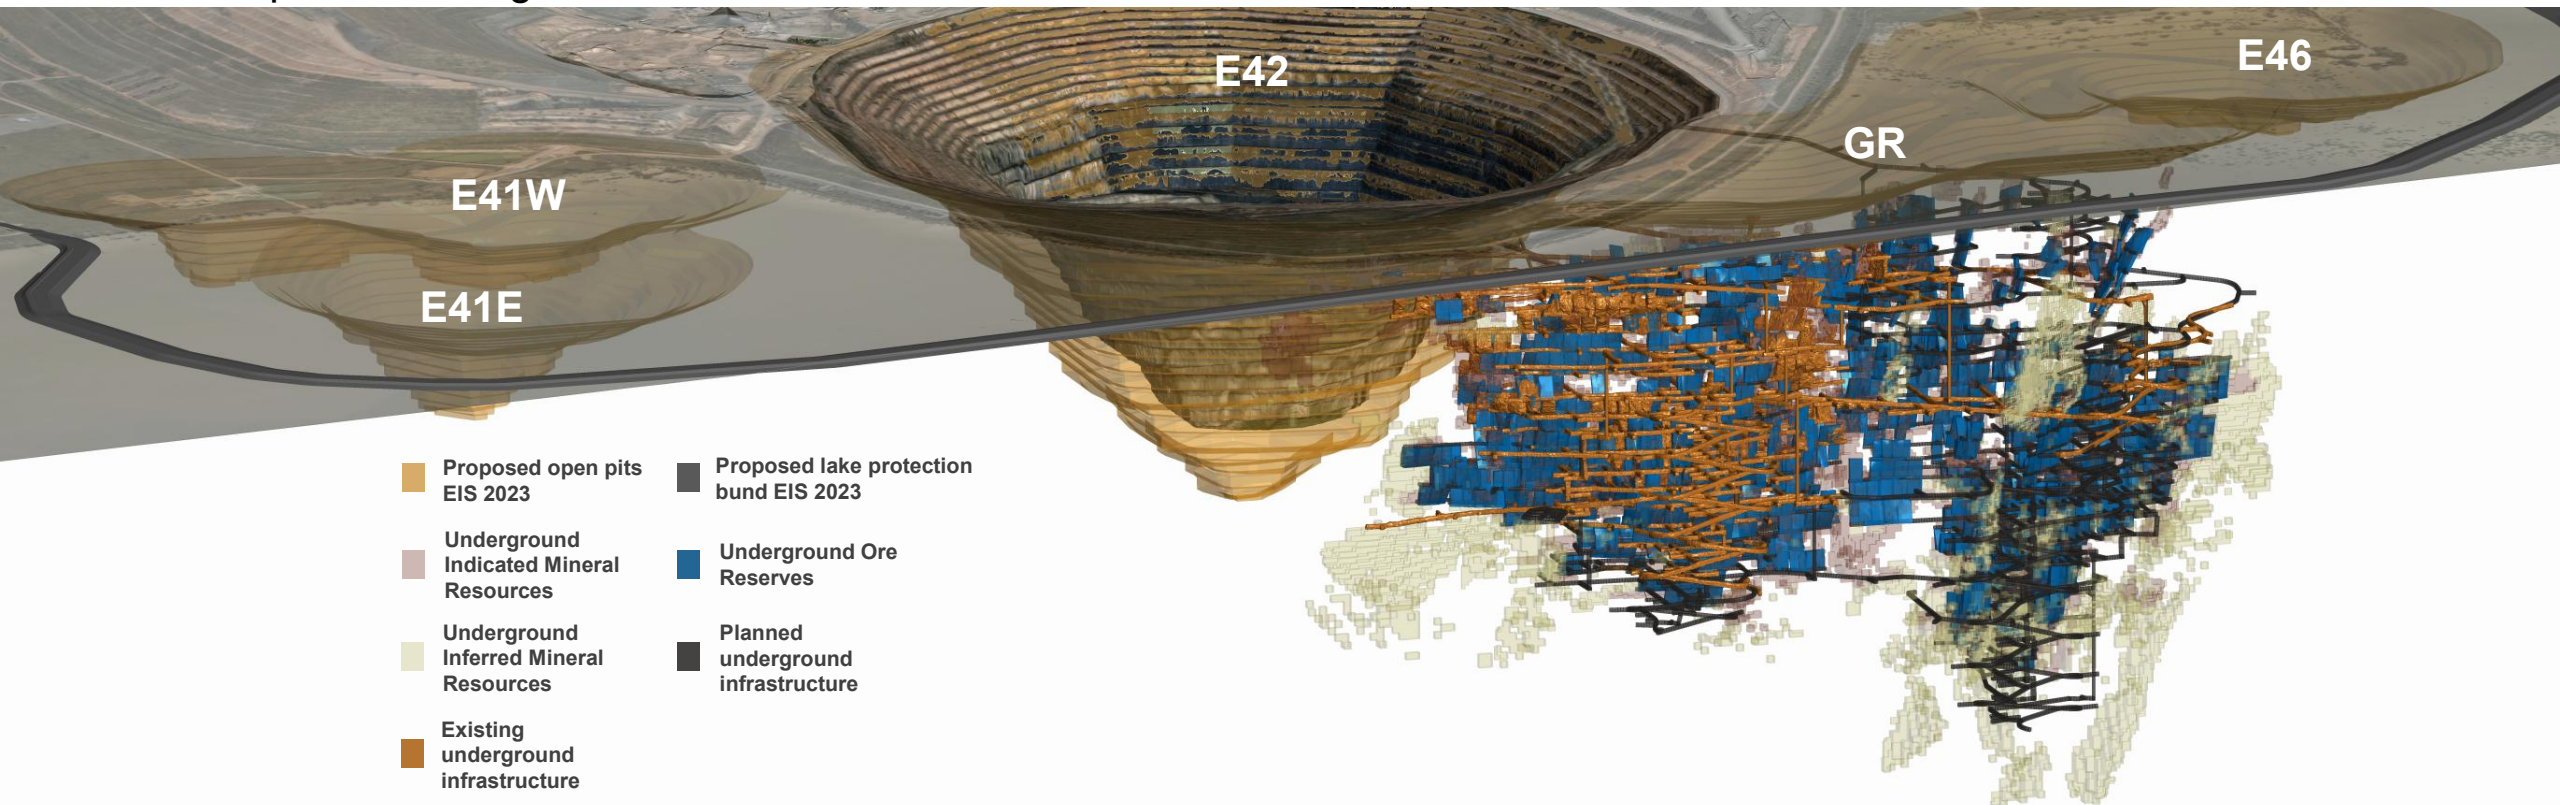 E42
E46
GR
E41W
E41E
Proposed open pits
EIS 2023
Proposed lake protection
bund EIS 2023
Underground
Indicated Mineral
Resources
Underground Ore
Reserves
Underground
Inferred Mineral
Resources
Planned
underground
infrastructure
Existing
underground
infrastructure